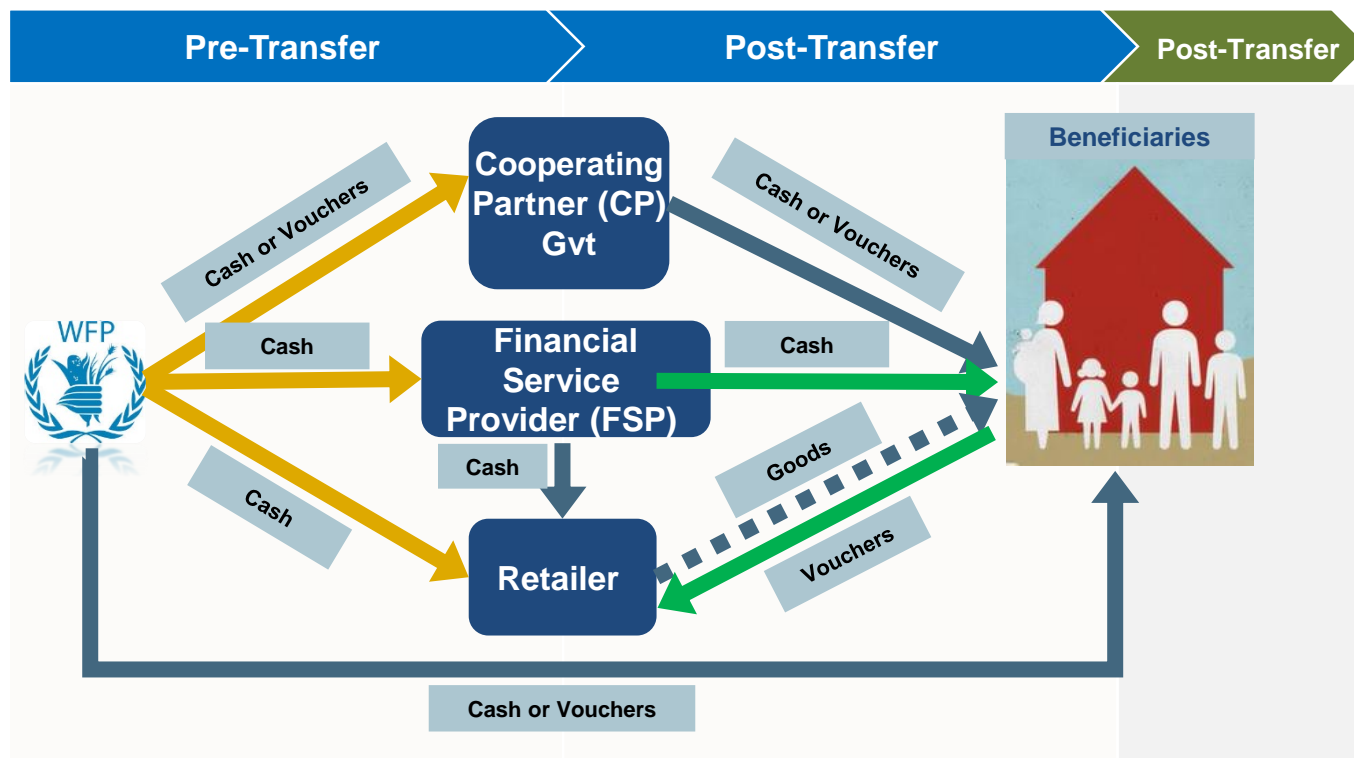 Pre-Transfer
Post-Transfer
Post-Transfer
Beneficiaries
Cooperating
Partner (CP)
Gvt
Cash or Vouchers
Cash or Vouchers
WFP
Cash
Financial
Service
Provider (FSP)
Cash
Cash
Cash
Goods
Vouchers
Retailer
Cash or Vouchers